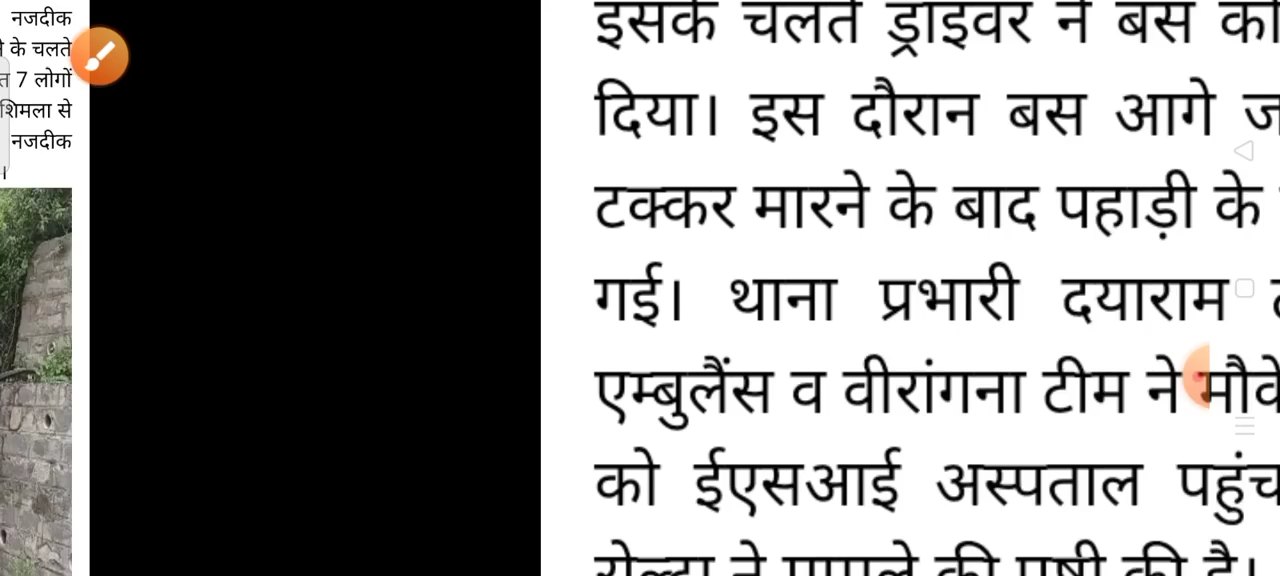 नजदीक
के चलते
7 लोगों
शिमला से
नजदीक
इसके चलते ड्राइवर ने बस को
दिया। इस दौरान बस आगे
टक्कर मारने के बाद पहाड़ी के
गई। थाना प्रभारी दयाराम
एम्बुलैंस व वीरांगना टीम ने मौके
को ईएसआई अस्पताल
ने मामले की पुष्टी की है।